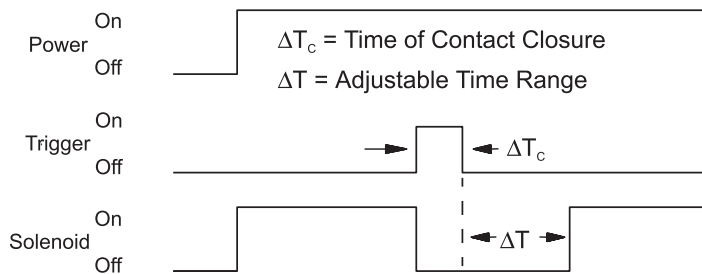 On
Power
Off
ΔTC = Time of Contact Closure
ΔT = Adjustable Time Range
On
Trigger
Off
ΔTC
On
Solenoid
Off
ΔT